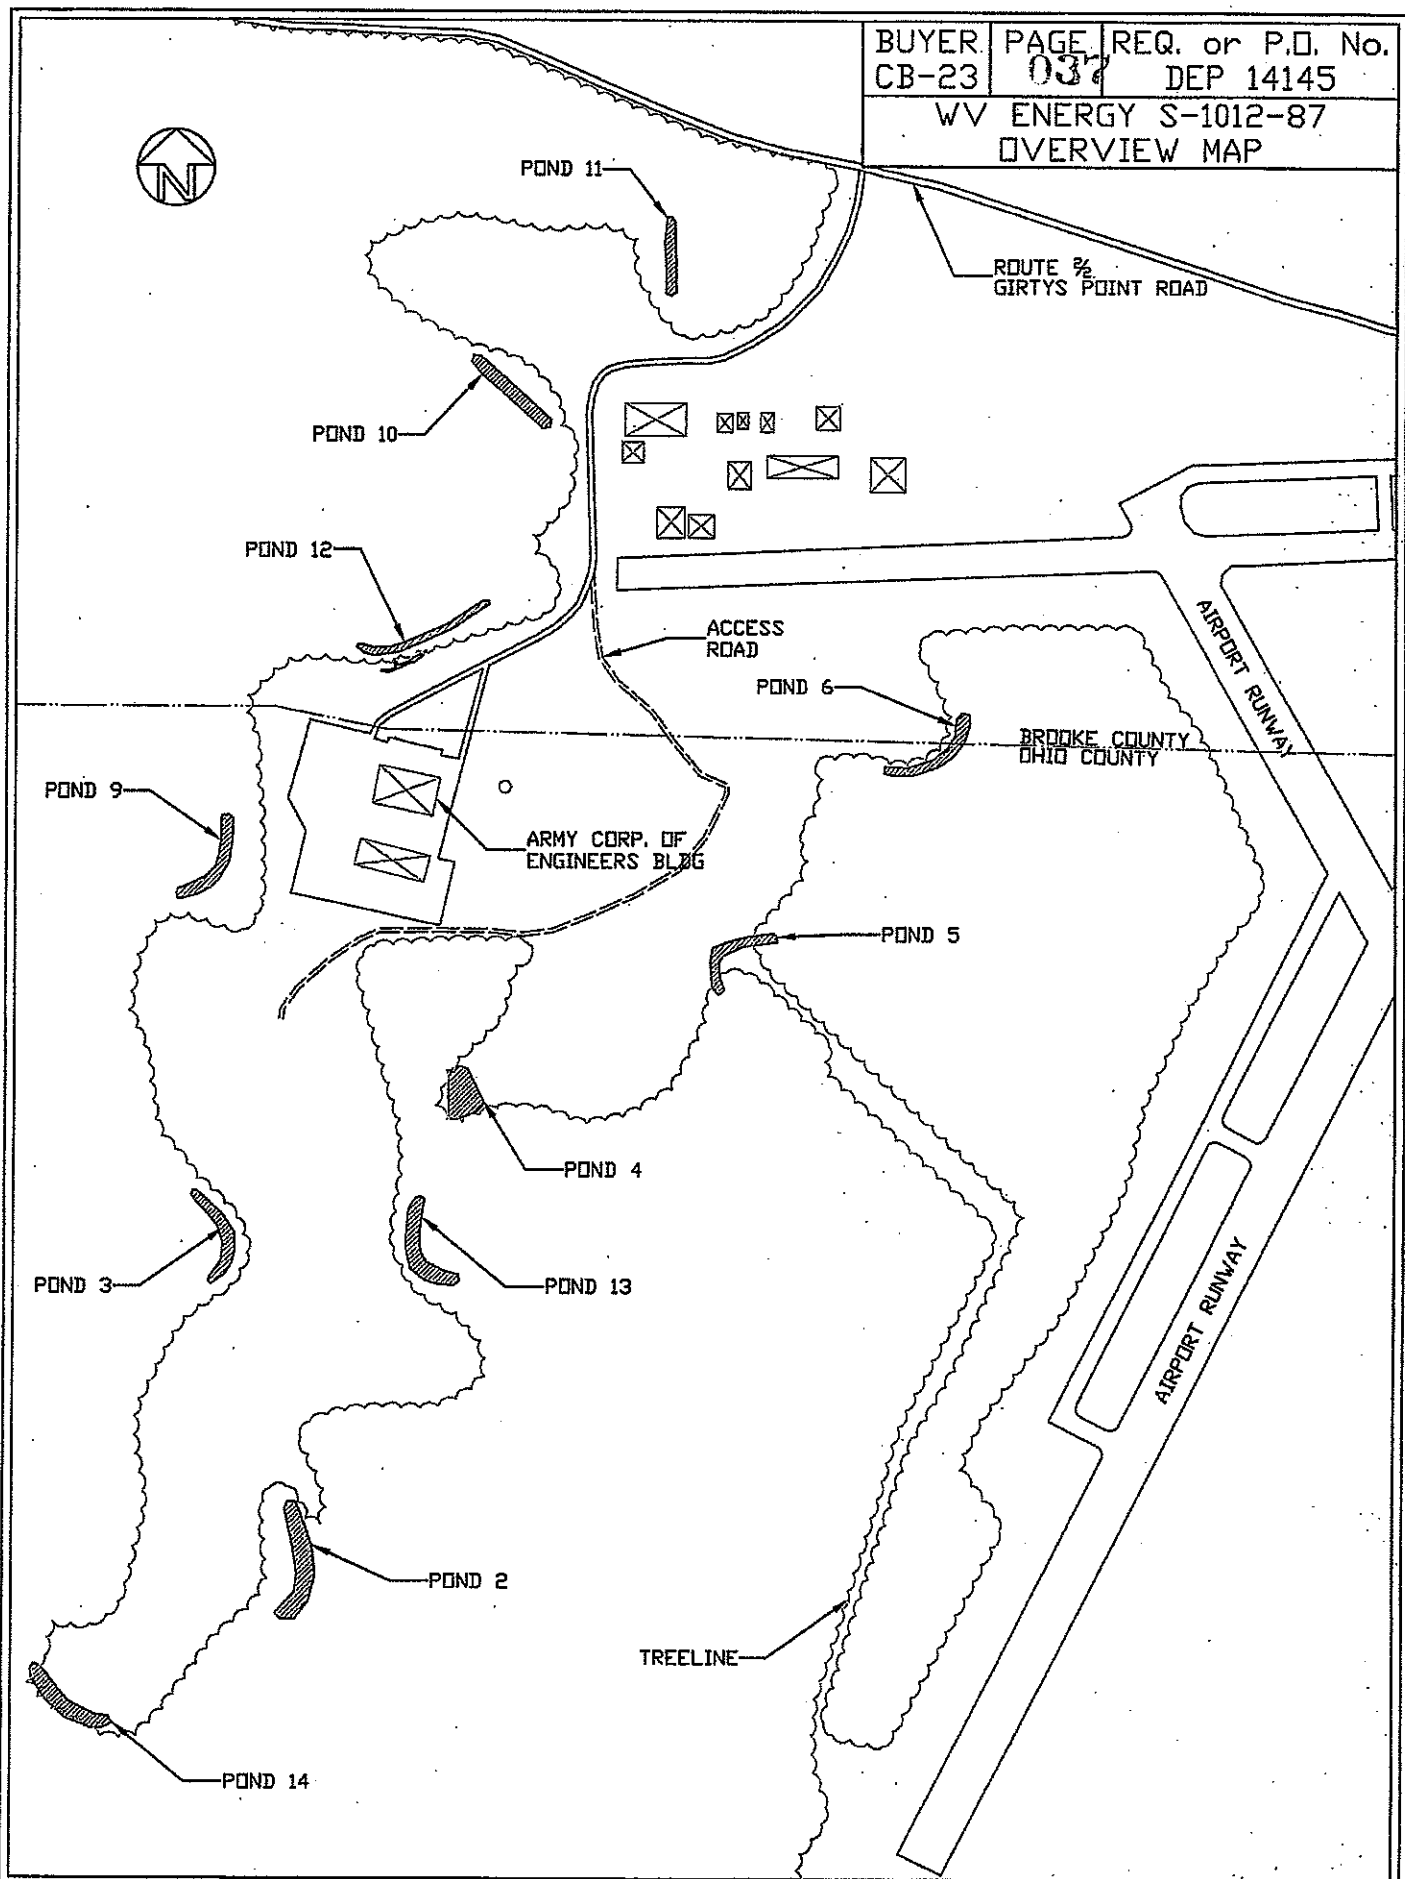 BUYER PAGE REQ. or P.O. No.
CB-23 037 DEP 14145
WV ENERGY S-1012-87
OVERVIEW MAP
N
POND 11
ROUTE 2/2
GIRTYS POINT ROAD
POND 10
POND 12
ACCESS
ROAD
AIRPORT RUNWAY
POND 6
BROOKE COUNTY
OHIO COUNTY
POND 9
ARMY CORP. OF
ENGINEERS BLDG
POND 5
POND 4
POND 3
POND 13
AIRPORT RUNWAY
POND 2
TREELINE
POND 14